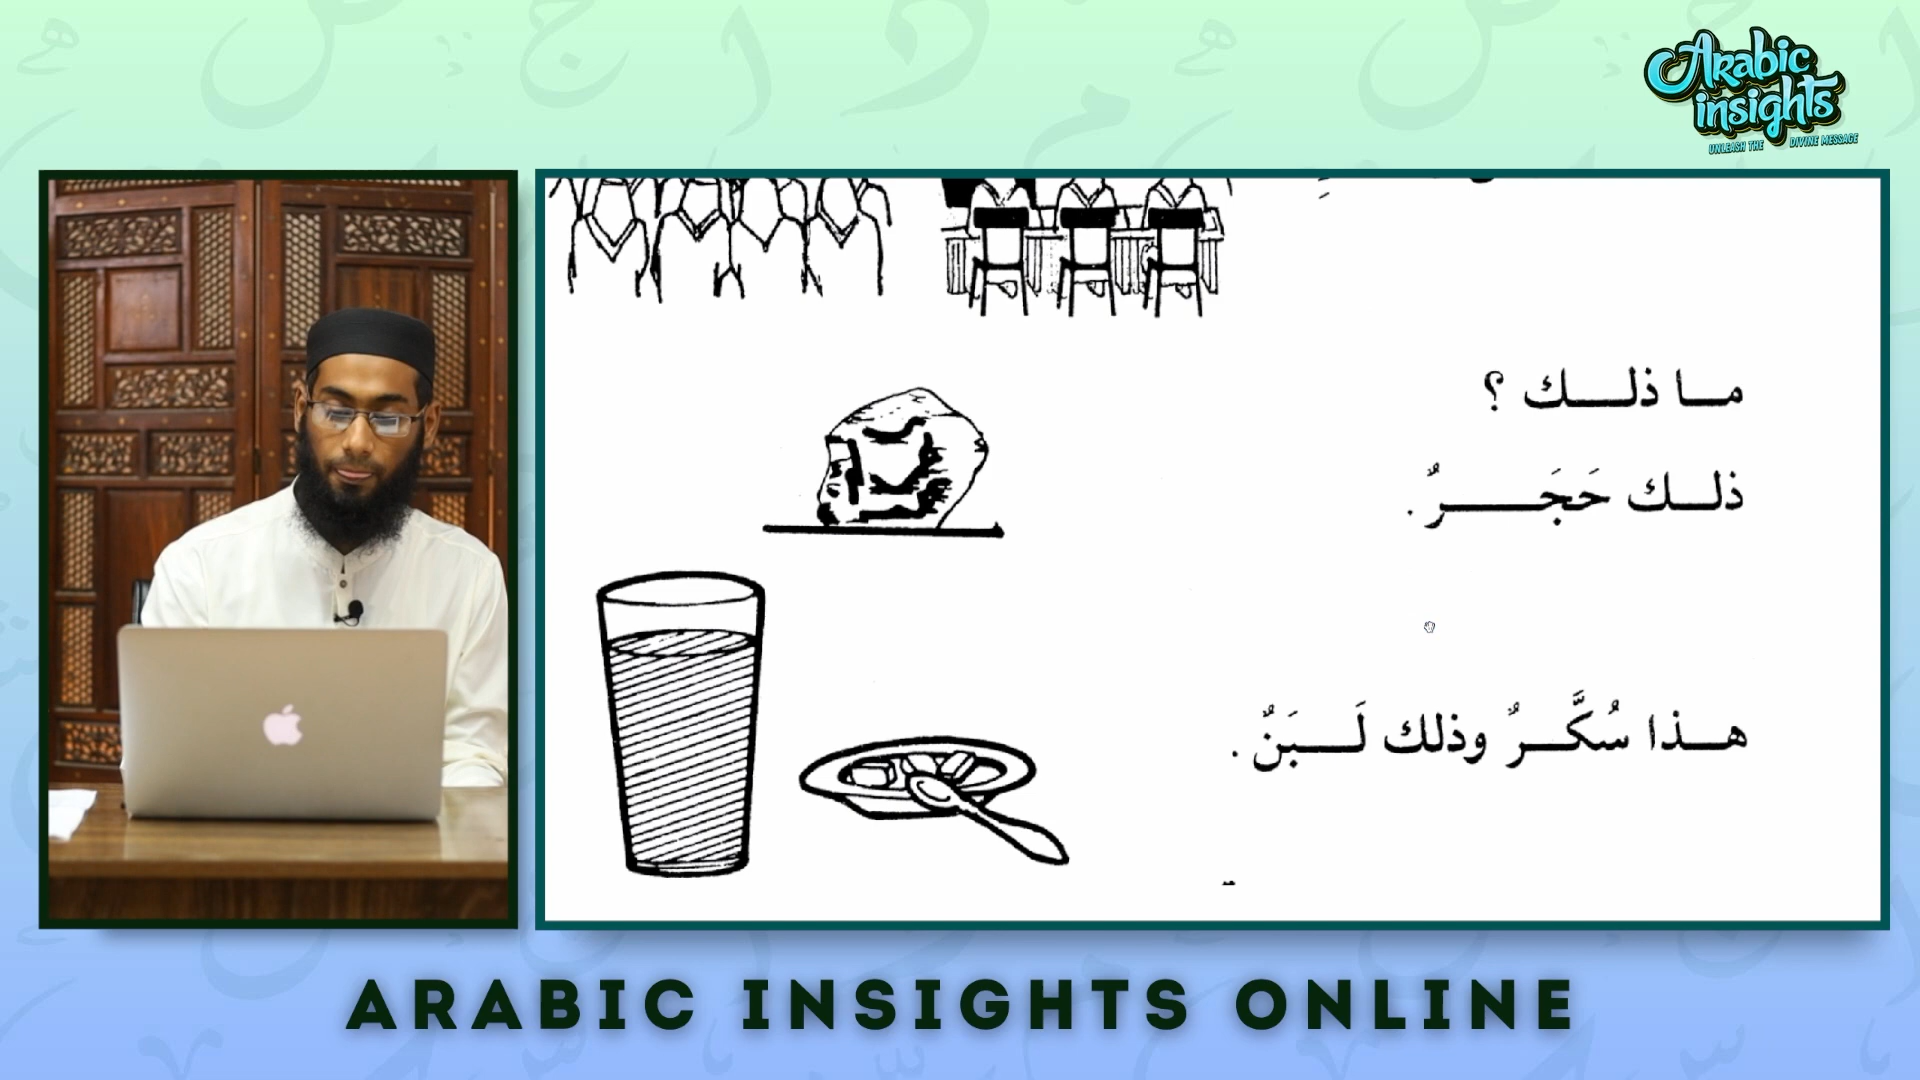 Arabic
insights
UNLEASH THE DIVINE MESSAGE
ما ذلك ؟
ذلك حَجَرٌ .
هذا سُكَّرٌ وذلك لَبَنٌ .
ARABIC INSIGHTS ONLINE